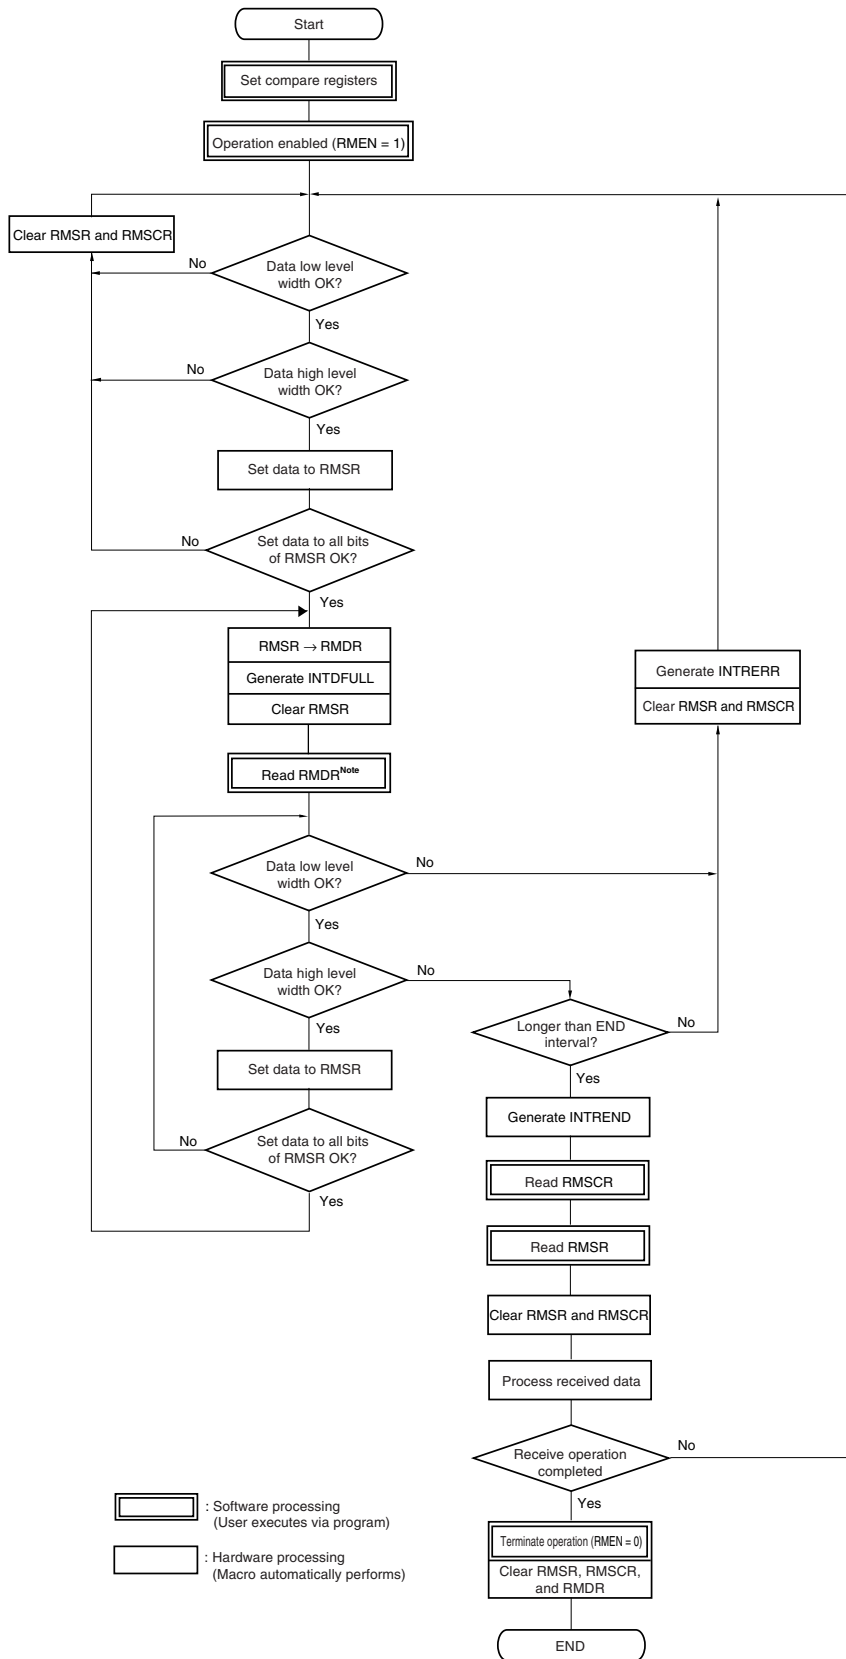 Start
Set compare registers
Operation enabled (RMEN = 1)
Clear RMSR and RMSCR
No
Data low level
width OK?
Yes
No
Data high level
width OK?
Yes
Set data to RMSR
No
Set data to all bits
of RMSR OK?
Yes
RMSR → RMDR
Generate INTDFULL
Clear RMSR
Generate INTRERR
Clear RMSR and RMSCR
Read RMDRNote
Data low level
width OK?
No
Yes
Data high level
width OK?
No
Yes
Longer than END
interval?
No
Yes
Set data to RMSR
Generate INTREND
No
Set data to all bits
of RMSR OK?
Yes
Read RMSCR
Read RMSR
Clear RMSR and RMSCR
Process received data
Receive operation
completed
No
Yes
: Software processing
(User executes via program)
: Hardware processing
(Macro automatically performs)
Terminate operation (RMEN = 0)
Clear RMSR, RMSCR,
and RMDR
END